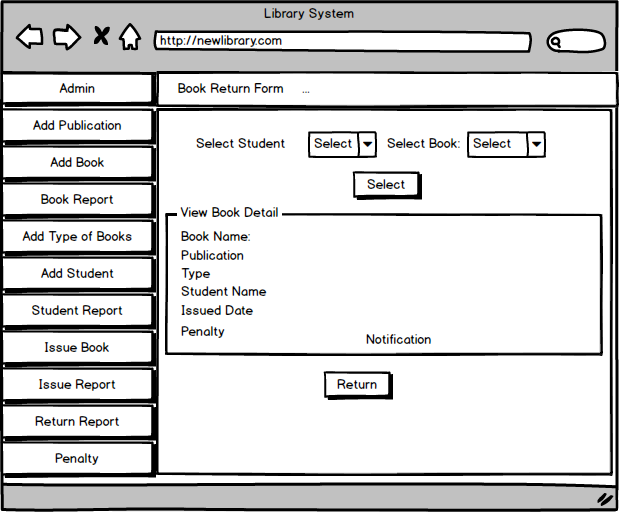 Library System
http://newlibrary.com
Admin
Book Return Form ...
Add Publication
Add Book
Book Report
Add Type of Books
Add Student
Student Report
Issue Book
Issue Report
Return Report
Penalty
Select Student Select Select Book: Select
Select
View Book Detail
Book Name:
Publication
Type
Student Name
Issued Date
Penalty
Notification
Return